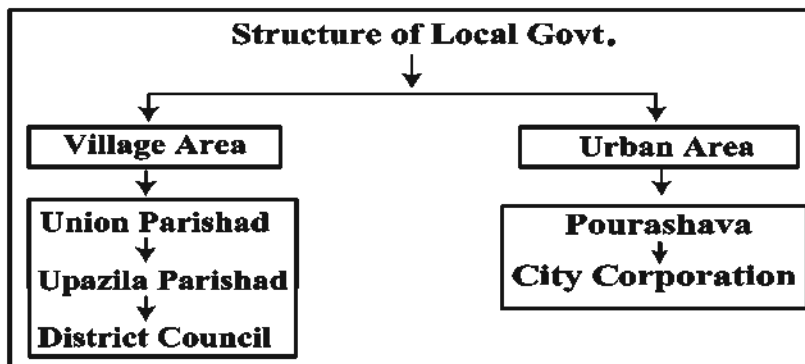 Structure of Local Govt.
Village Area
Urban Area
Union Parishad
Upazila Parishad
District Council
Pourashava
City Corporation